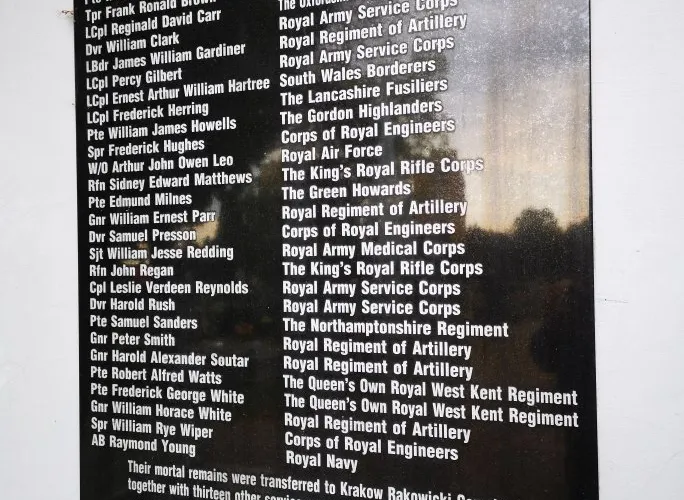 Pte
Tpr Frank Ronald Brown
LCpl Reginald David Carr The
Dvr William Clark Royal Army Service Corps
LBdr James William Gardiner Royal Regiment of Artillery
LCpl Percy Gilbert Royal Army Service Corps
LCpl Ernest Arthur William Hartree South Wales Borderers
LCpl Frederick Herring The Lancashire Fusiliers
Pte William James Howells The Gordon Highlanders
Spr Frederick Hughes Corps of Royal Engineers
W/O Arthur John Owen Leo Royal Air Force
Rfn Sidney Edward Matthews The King's Royal Rifle Corps
Pte Edmund Milnes The Green Howards
Gnr William Ernest Parr Royal Regiment of Artillery
Dvr Samuel Presson Corps of Royal Engineers
Sjt William Jesse Redding Royal Army Medical Corps
Rfn John Regan The King's Royal Rifle Corps
Cpl Leslie Verdeen Reynolds Royal Army Service Corps
Dvr Harold Rush Royal Army Service Corps
Pte Samuel Sanders The Northamptonshire Regiment
Gnr Peter Smith Royal Regiment of Artillery
Gnr Harold Alexander Soutar Royal Regiment of Artillery
Pte Robert Alfred Watts The Queen's Own Royal West Kent Regiment
Pte Frederick George White The Queen's Own Royal West Kent Regiment
Gnr William Horace White Royal Regiment of Artillery
Spr William Rye Wiper Corps of Royal Engineers
AB Raymond Young Royal Navy
Their mortal remains were transferred to Krakow Rakowicki
together with thirteen other